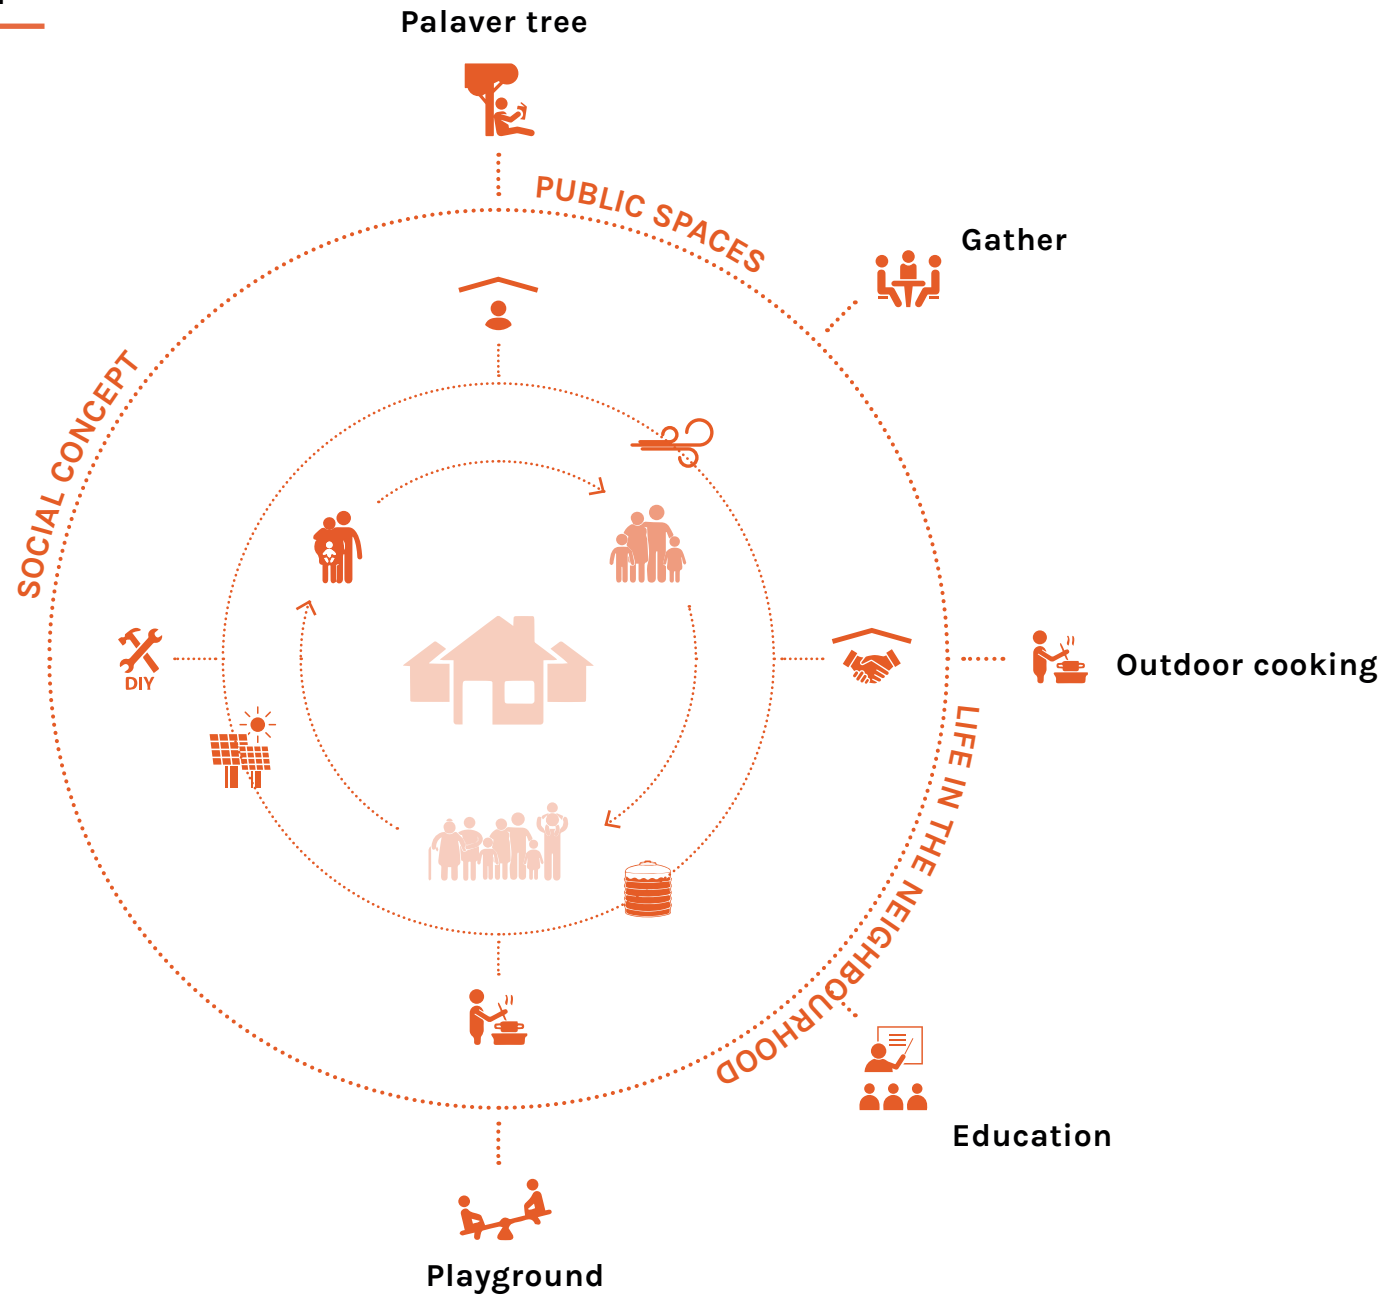 Palaver tree
PUBLIC SPACES
Gather
SOCIAL CONCEPT
DIY
Outdoor cooking
LIFE IN THE NEIGHBOURHOOD
Education
Playground